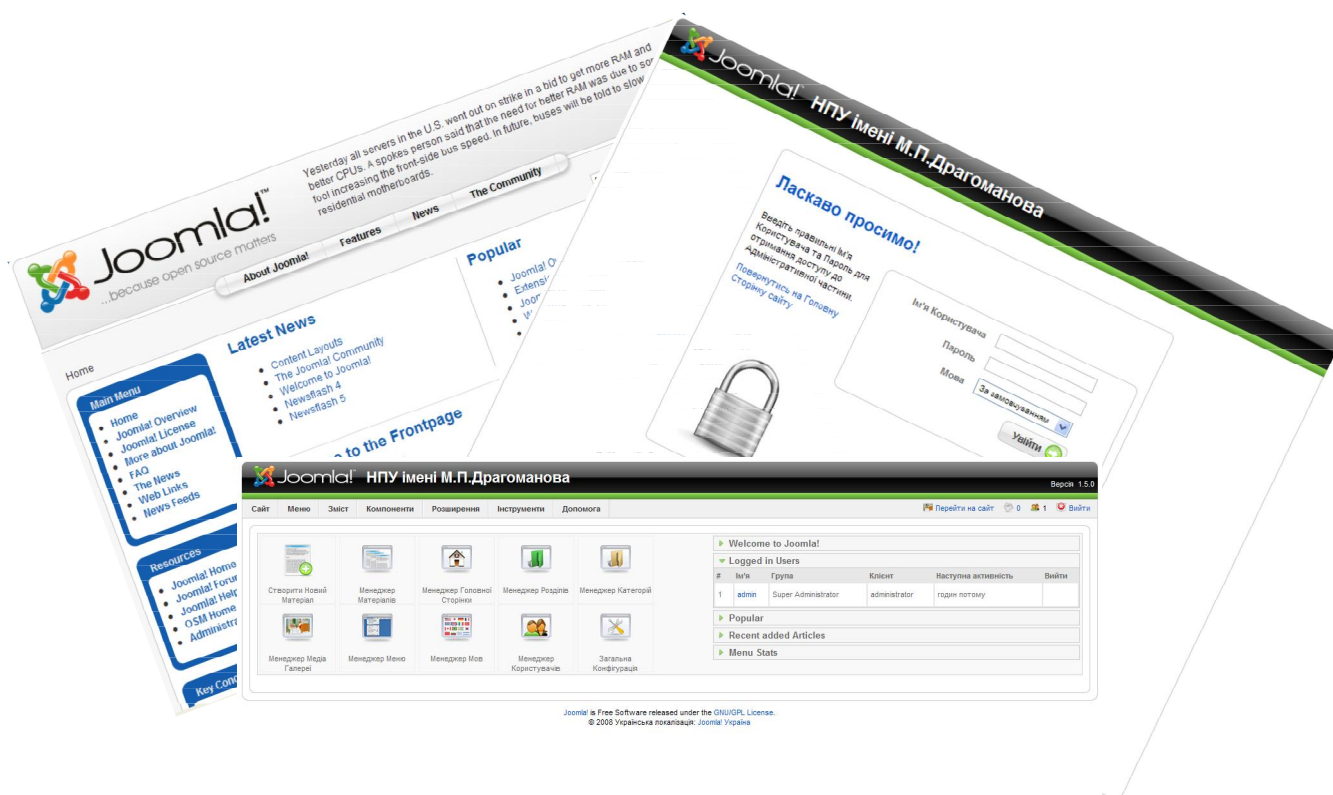 Yesterday all servers in the U.S. went out on strike in a bid to get more RAM and
better CPUs. A spokes person said that the need for better RAM was due to
tool increasing the front-side bus speed. In future, buses will be told to slow
residential motherboards.
Joomla!™
...because open source matters
About Joomla!
Features
News
The Community
Home
Main Menu
Home
Joomla! Overview
Joomla! License
More about Joomla!
FAQ
The News
Web Links
News Feeds
Resources
Joomla! Home
Joomla!
Joomla! Help
OSM Home
Key
Latest News
Content Layouts
The Joomla! Community
Welcome to Joomla!
Newsflash 4
Newsflash 5
to the Frontpage
Popular
Joomla!
Joomla! НПУ імені М.П.Драгоманова
Ласкаво просимо!
Введіть правильні Ім'я
Користувача та Пароль для
отримання доступу до
Адміністративної частини.
Повернутись на Головну
Сторінку сайту
Ім'я Користувача
Пароль
Мова
За замовчуванням
Увійти
Joomla! НПУ імені М.П.Драгоманова
Версія 1.5.0
Сайт Меню Зміст Компоненти Розширення Інструменти Допомога
Перейти на сайт 0 1 Вийти
Створити Новий
Матеріал
Менеджер
Матеріалів
Менеджер Головної
Сторінки
Менеджер Розділів
Менеджер Категорій
Менеджер Медіа
Галереї
Менеджер Меню
Менеджер Мов
Менеджер
Користувачів
Загальна
Конфігурація
Welcome to Joomla!
Logged in Users
# Ім'я Група Клієнт Наступна активність Вийти
1 admin Super Administrator administrator годин потому
Popular
Recent added Articles
Menu Stats
Joomla! is Free Software released under the GNU/GPL License.
© 2008 Українська локалізація: Joomla! Україна